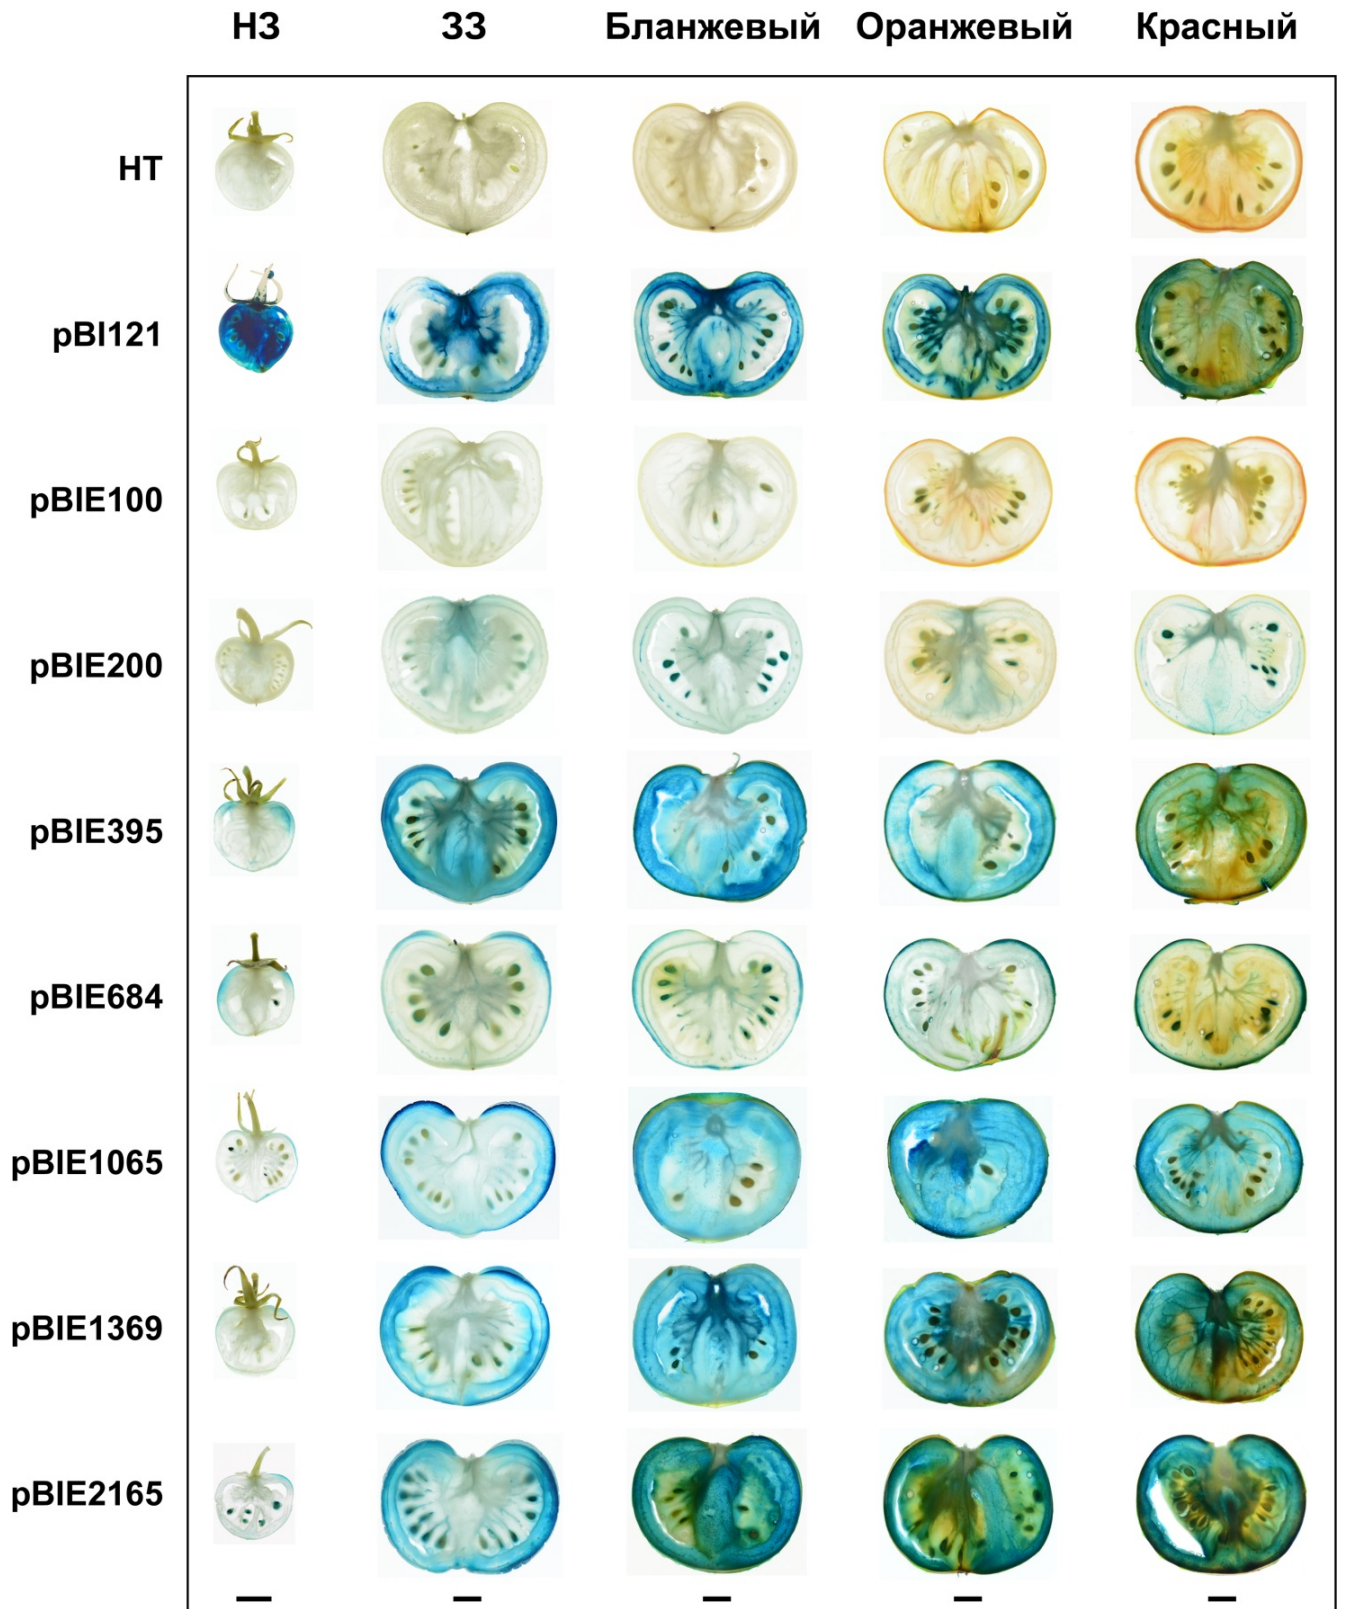 НЗ ЗЗ Бланжевый Оранжевый Красный
НТ
pBI121
pBIE100
pBIE200
pBIE395
pBIE684
pBIE1065
pBIE1369
pBIE2165